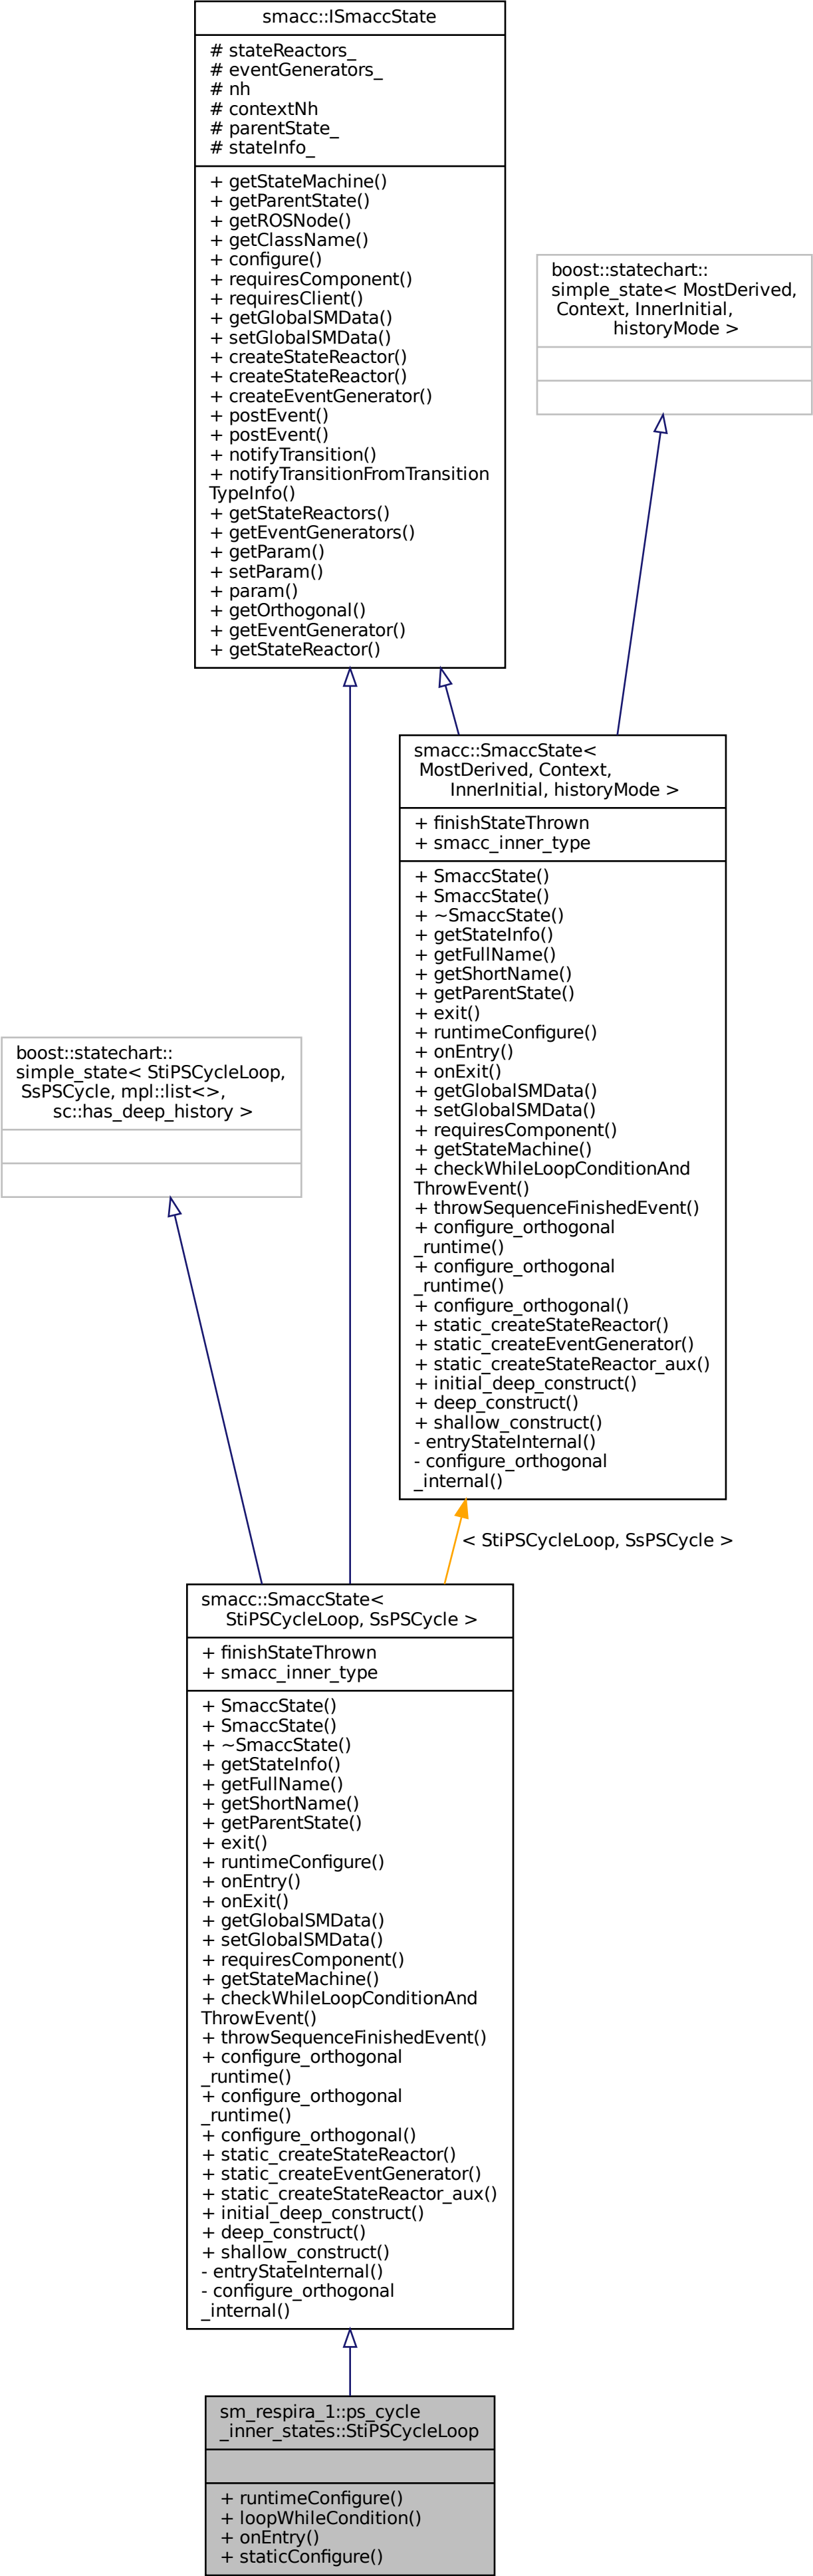 smacc::ISmaccState
# stateReactors_
# eventGenerators_
# nh
# contextNh
# parentState_
# stateInfo_
+ getStateMachine()
+ getParentState()
+ getROSNode()
+ getClassName()
+ configure()
+ requiresComponent()
+ requiresClient()
+ getGlobalSMData()
+ setGlobalSMData()
+ createStateReactor()
+ createStateReactor()
+ createEventGenerator()
+ postEvent()
+ postEvent()
+ notifyTransition()
+ notifyTransitionFromTransition
TypeInfo()
+ getStateReactors()
+ getEventGenerators()
+ getParam()
+ setParam()
+ param()
+ getOrthogonal()
+ getEventGenerator()
+ getStateReactor()
boost::statechart::
simple_state< MostDerived,
Context, InnerInitial,
historyMode >
smacc::SmaccState<
MostDerived, Context,
InnerInitial, historyMode >
+ finishStateThrown
+ smacc_inner_type
+ SmaccState()
+ SmaccState()
+ ~SmaccState()
+ getStateInfo()
+ getFullName()
+ getShortName()
+ getParentState()
+ exit()
+ runtimeConfigure()
+ onEntry()
+ onExit()
+ getGlobalSMData()
+ setGlobalSMData()
+ requiresComponent()
+ getStateMachine()
+ checkWhileLoopConditionAnd
ThrowEvent()
+ throwSequenceFinishedEvent()
+ configure_orthogonal
_runtime()
+ configure_orthogonal
_runtime()
+ configure_orthogonal()
+ static_createStateReactor()
+ static_createEventGenerator()
+ static_createStateReactor_aux()
+ initial_deep_construct()
+ deep_construct()
+ shallow_construct()
- entryStateInternal()
- configure_orthogonal
_internal()
boost::statechart::
simple_state< StiPSCycleLoop,
SsPSCycle, mpl::list<>,
sc::has_deep_history >
< StiPSCycleLoop, SsPSCycle >
smacc::SmaccState<
StiPSCycleLoop, SsPSCycle >
+ finishStateThrown
+ smacc_inner_type
+ SmaccState()
+ SmaccState()
+ ~SmaccState()
+ getStateInfo()
+ getFullName()
+ getShortName()
+ getParentState()
+ exit()
+ runtimeConfigure()
+ onEntry()
+ onExit()
+ getGlobalSMData()
+ setGlobalSMData()
+ requiresComponent()
+ getStateMachine()
+ checkWhileLoopConditionAnd
ThrowEvent()
+ throwSequenceFinishedEvent()
+ configure_orthogonal
_runtime()
+ configure_orthogonal
_runtime()
+ configure_orthogonal()
+ static_createStateReactor()
+ static_createEventGenerator()
+ static_createStateReactor_aux()
+ initial_deep_construct()
+ deep_construct()
+ shallow_construct()
- entryStateInternal()
- configure_orthogonal
_internal()
sm_respira_1::ps_cycle
_inner_states::StiPSCycleLoop
+ runtimeConfigure()
+ loopWhileCondition()
+ onEntry()
+ staticConfigure()